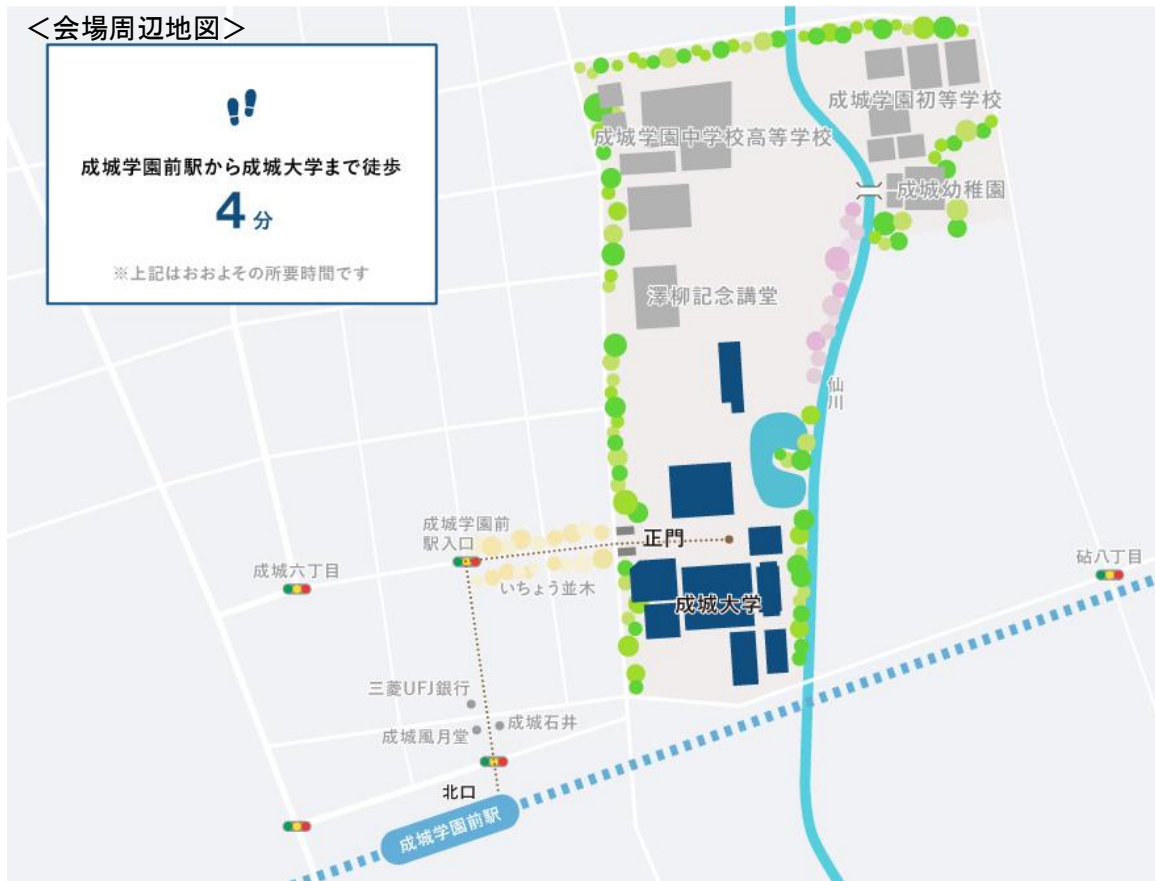 ＜会場周辺地図＞
成城学園前駅から成城大学まで徒歩
4 分
※上記はおおよその所要時間です
成城学園初等学校
成城学園中学校高等学校
成城幼稚園
澤柳記念講堂
仙川
成城学園前
駅入口
正門
成城六丁目
いちょう並木
砧八丁目
成城大学
三菱UFJ銀行
成城石井
成城風月堂
北口
成城学園前駅